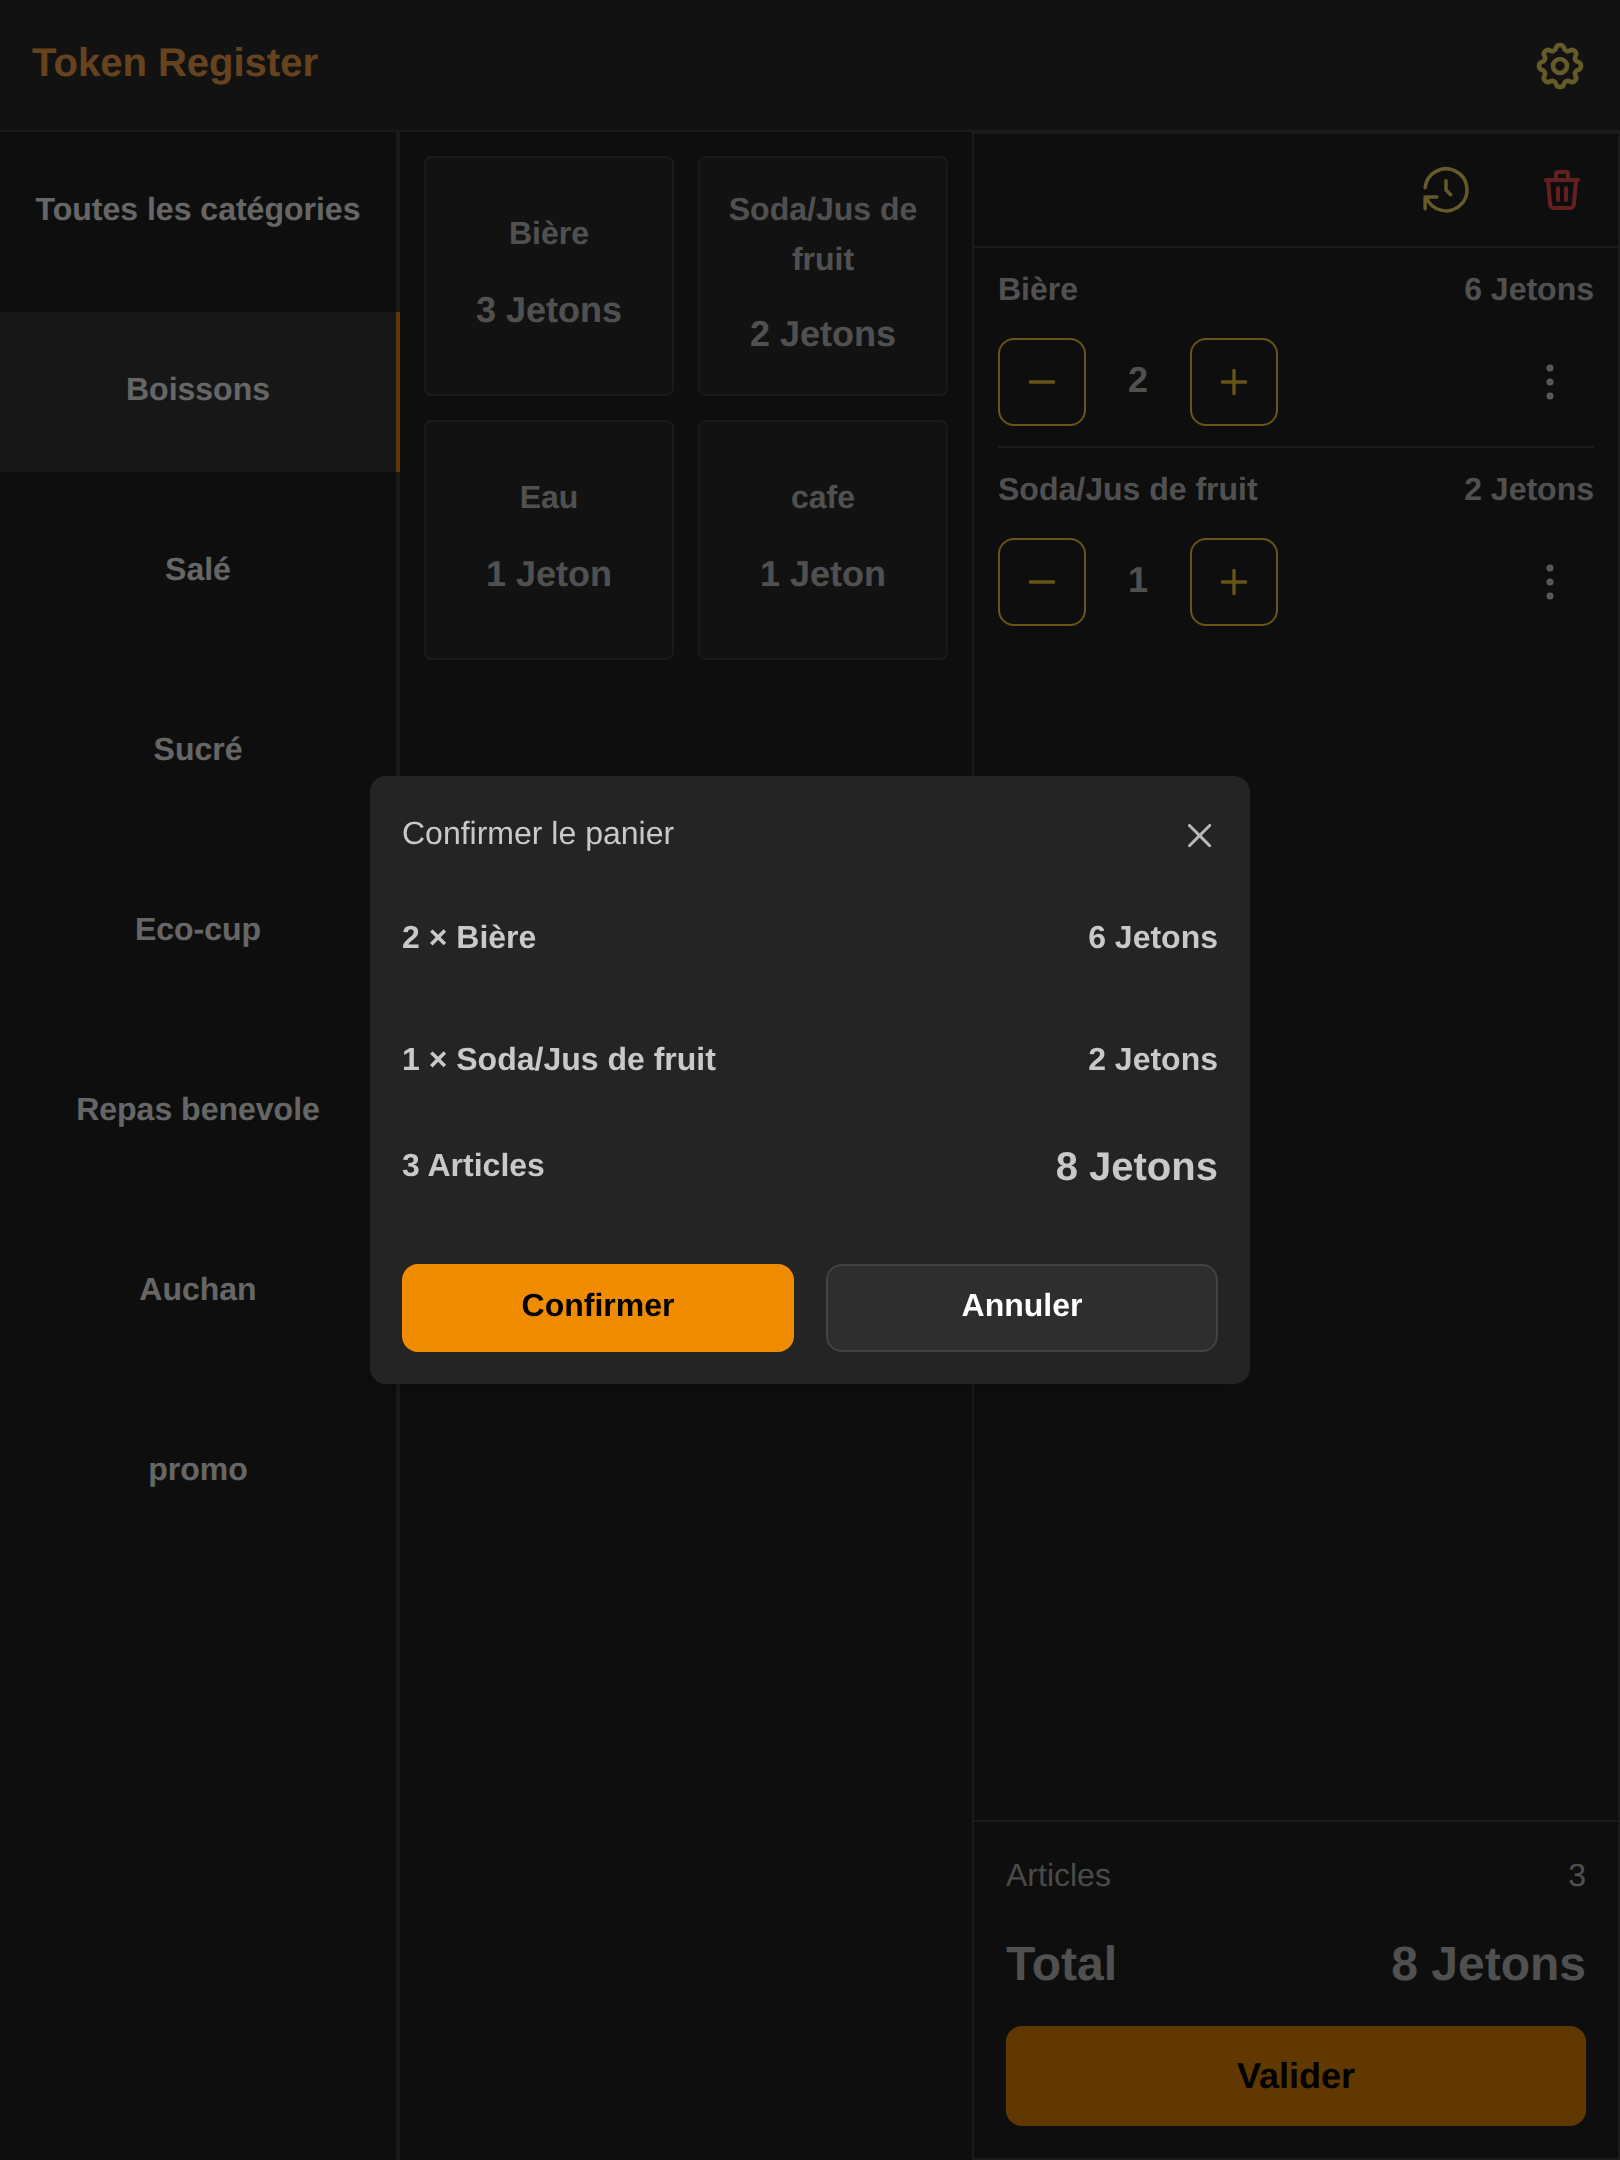 Token Register
Toutes les catégories
Boissons
Salé
Sucré
Eco-cup
Repas benevole
Auchan
promo
Bière
3 Jetons
Soda/Jus de
fruit
2 Jetons
Eau
1 Jeton
cafe
1 Jeton
Bière 6 Jetons
2
Soda/Jus de fruit 2 Jetons
1
Confirmer le panier
2 × Bière 6 Jetons
1 × Soda/Jus de fruit 2 Jetons
3 Articles 8 Jetons
Confirmer Annuler
Articles 3
Total 8 Jetons
Valider